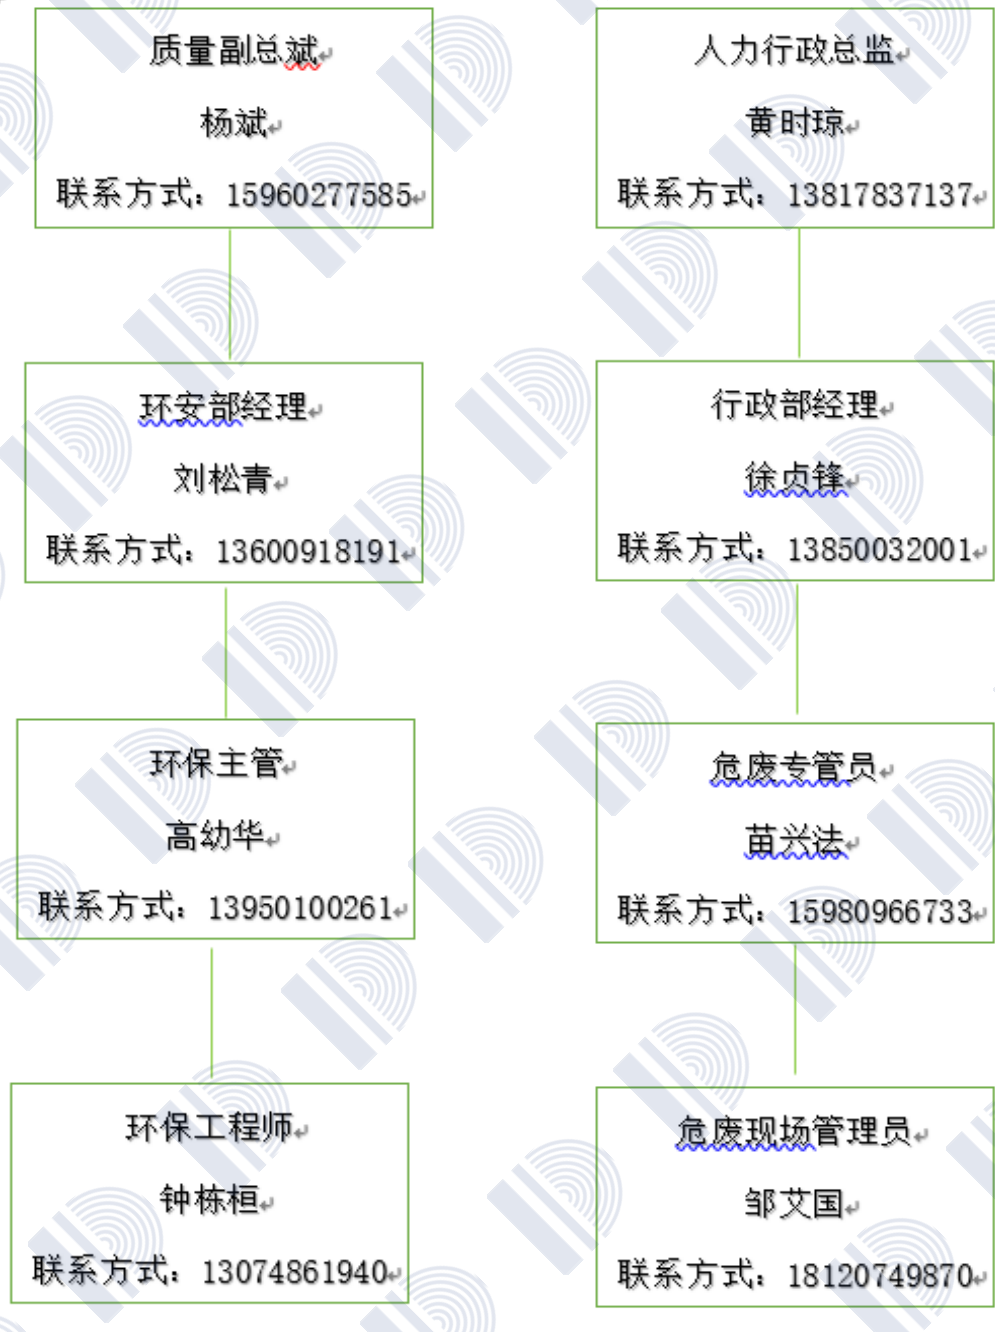 质量副总斌
杨斌
联系方式：15960277585
环安部经理
刘松青
联系方式：13600918191
环保主管
高幼华
联系方式：13950100261
环保工程师
钟栋桓
联系方式：13074861940
人力行政总监
黄时琼
联系方式：13817837137
行政部经理
徐贞锋
联系方式：13850032001
危废专管员
苗兴法
联系方式：15980966733
危废现场管理员
邹艾国
联系方式：18120749870